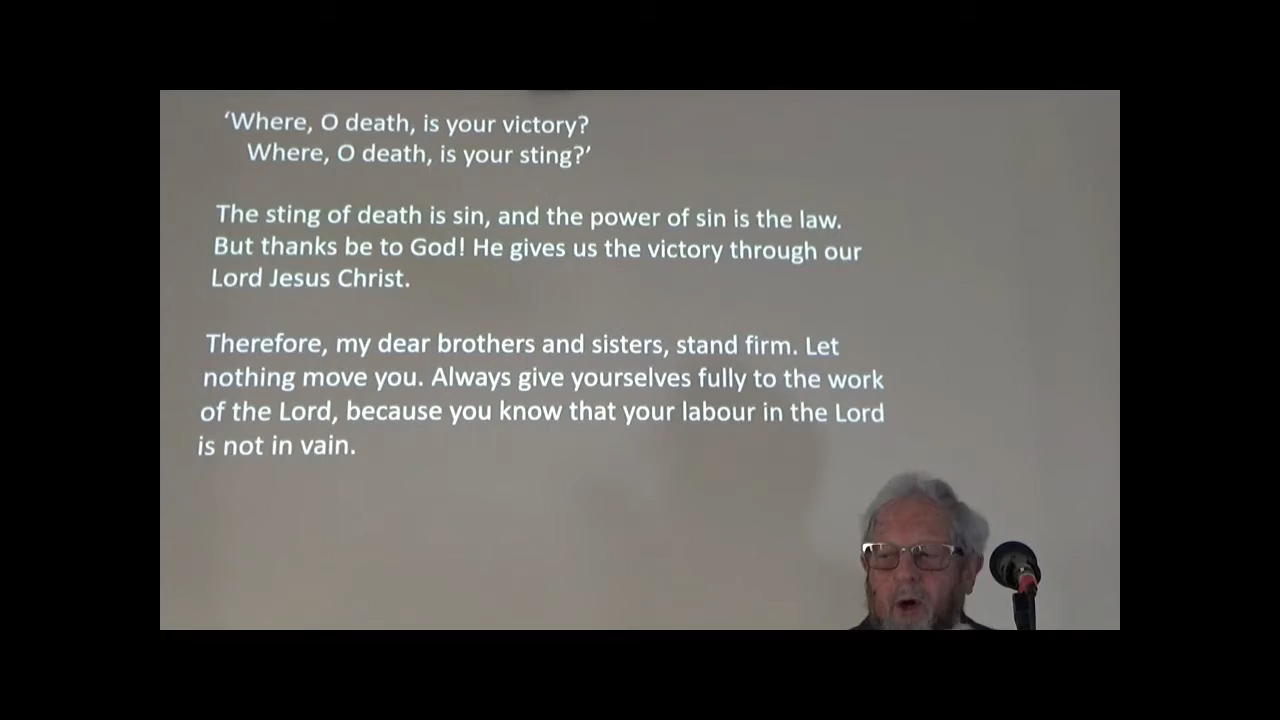 ‘Where, O death, is your victory?
Where, O death, is your sting?’
The sting of death is sin, and the power of sin is the law.
But thanks be to God! He gives us the victory through our
Lord Jesus Christ.
Therefore, my dear brothers and sisters, stand firm. Let
nothing move you. Always give yourselves fully to the work
of the Lord, because you know that your labour in the Lord
is not in vain.